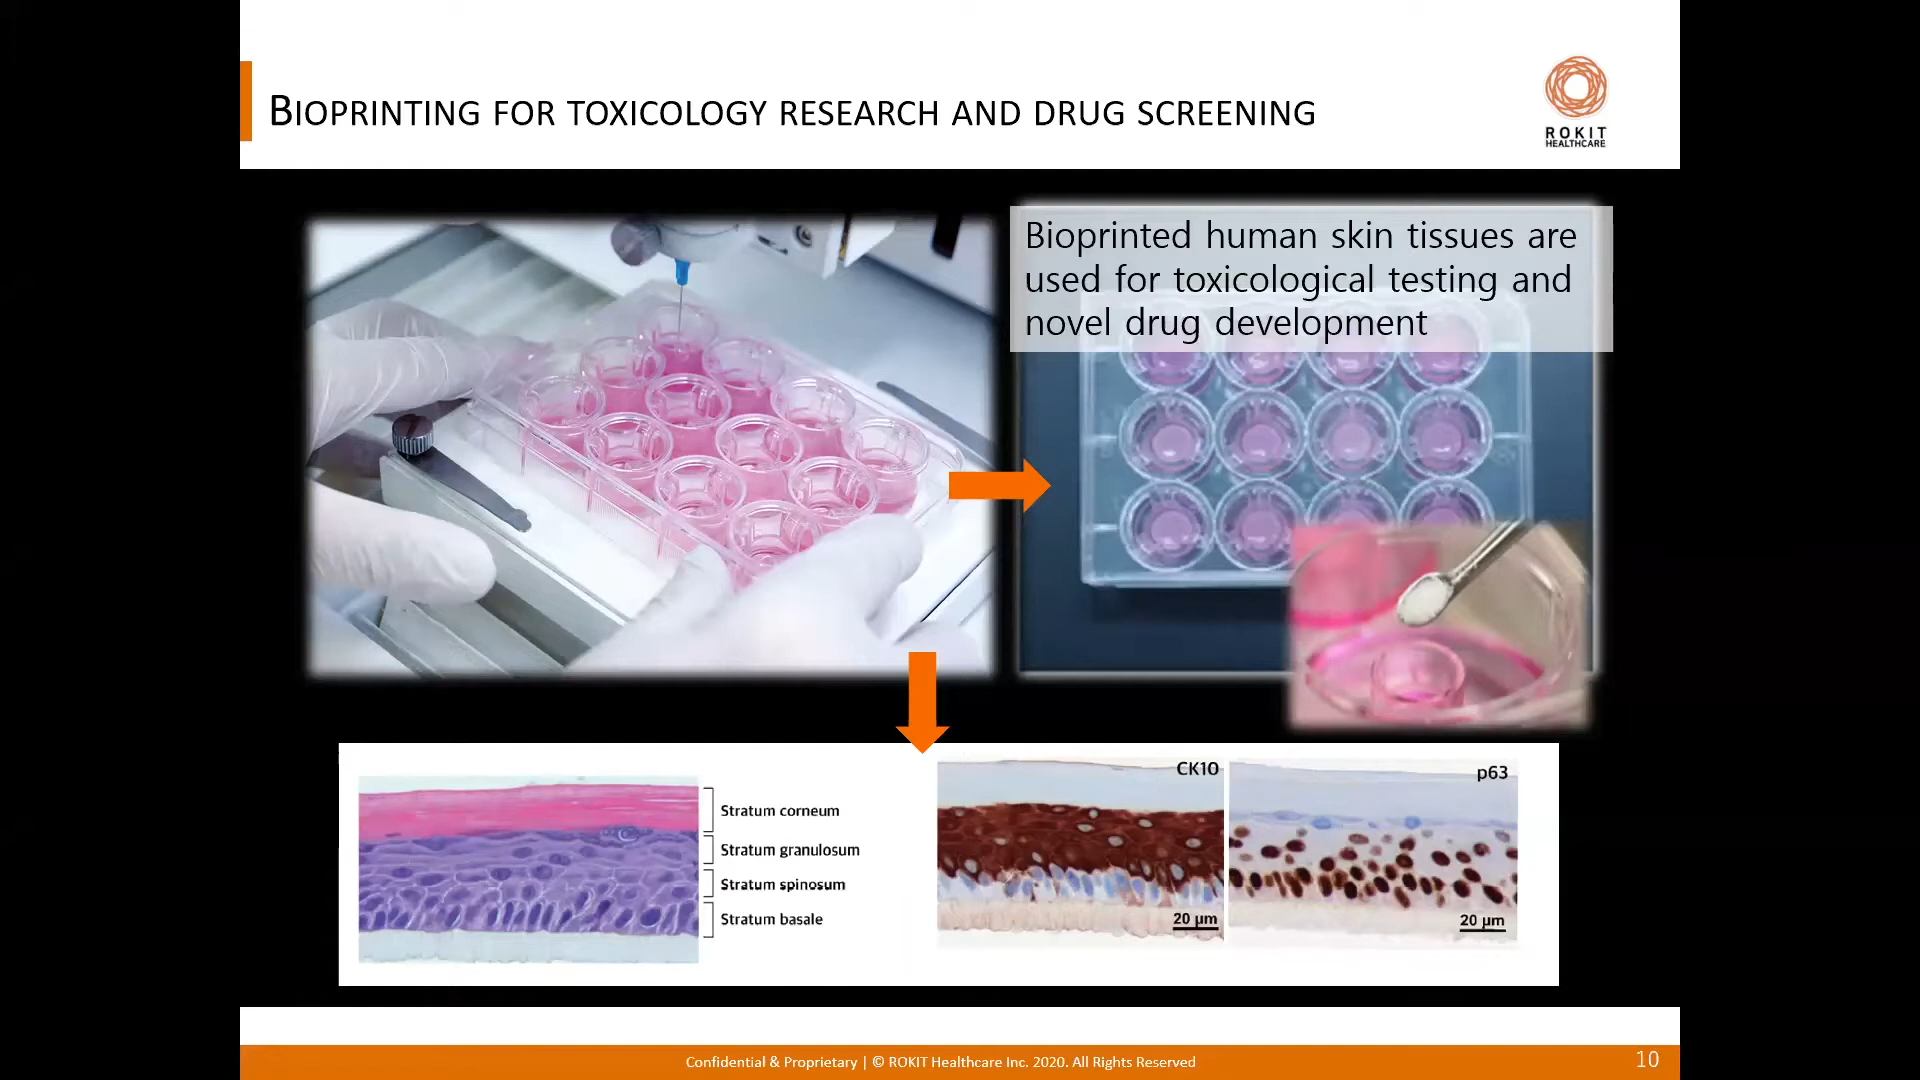 BIOPRINTING FOR TOXICOLOGY RESEARCH AND DRUG SCREENING
ROKIT
HEALTHCARE
Bioprinted human skin tissues are
used for toxicological testing and
novel drug development
Stratum corneum
Stratum granulosum
Stratum spinosum
Stratum basale
CK10
20 µm
p63
20 µm
Confidential & Proprietary | © ROKIT Healthcare Inc. 2020. All Rights Reserved
10